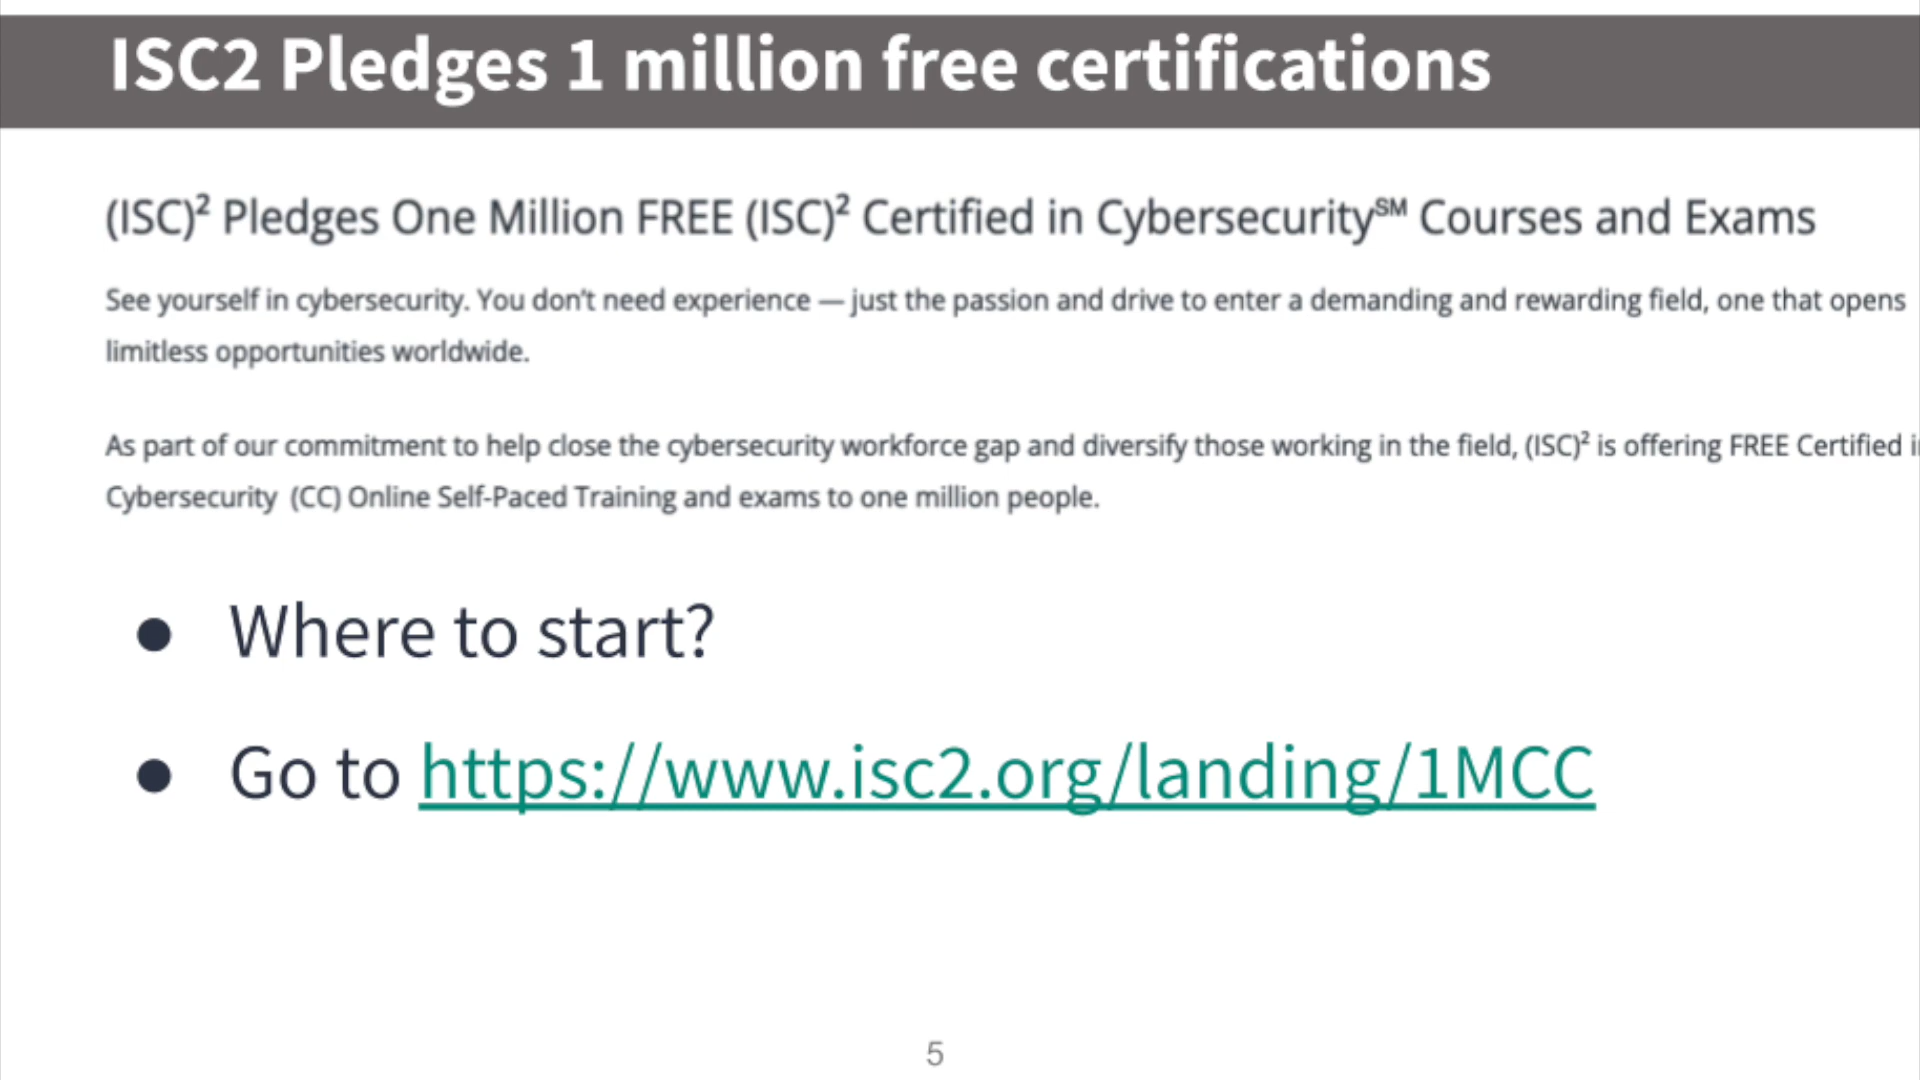 ISC2 Pledges 1 million free certifications
(ISC)² Pledges One Million FREE (ISC)² Certified in Cybersecurity℠ Courses and Exams
See yourself in cybersecurity. You don't need experience — just the passion and drive to enter a demanding and rewarding field, one that opens
limitless opportunities worldwide.
As part of our commitment to help close the cybersecurity workforce gap and diversify those working in the field, (ISC)² is offering FREE Certified i
Cybersecurity (CC) Online Self-Paced Training and exams to one million people.
● Where to start?
● Go to https://www.isc2.org/landing/1MCC
5